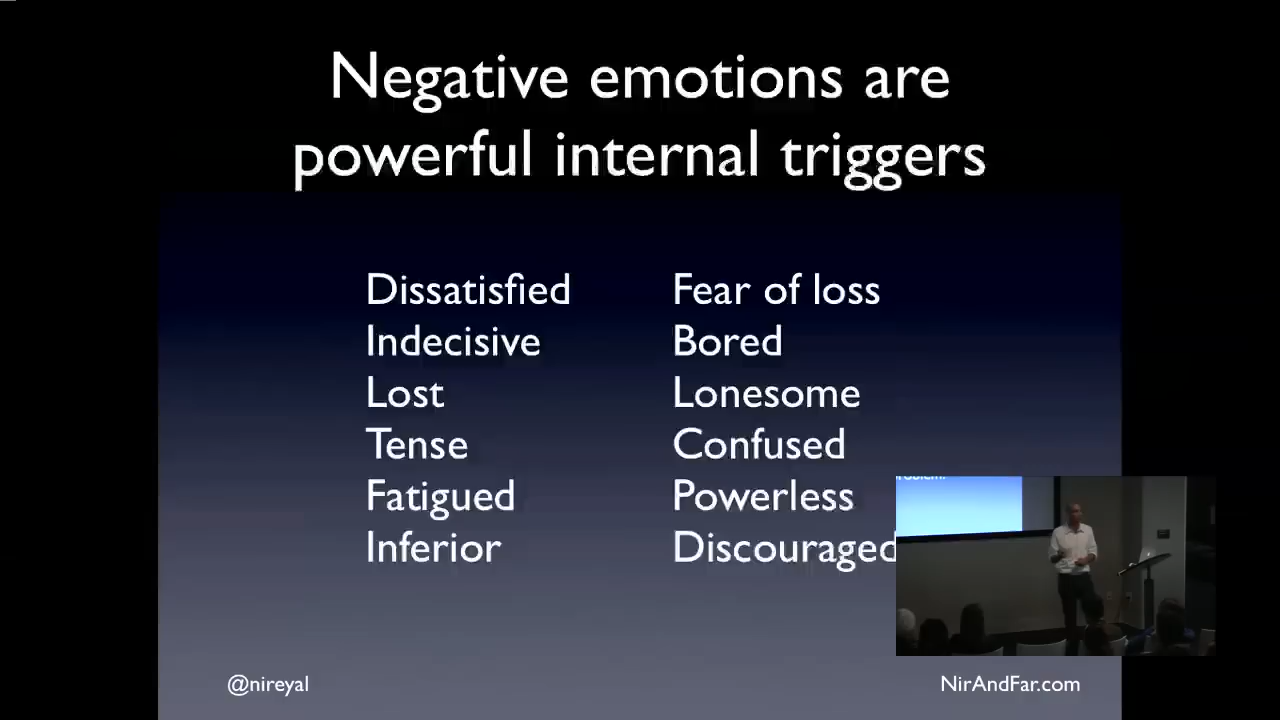 Negative emotions are
powerful internal triggers
Dissatisfied
Indecisive
Lost
Tense
Fatigued
Inferior
Fear of loss
Bored
Lonesome
Confused
Powerless
Discouraged
@nireyal
NirAndFar.com